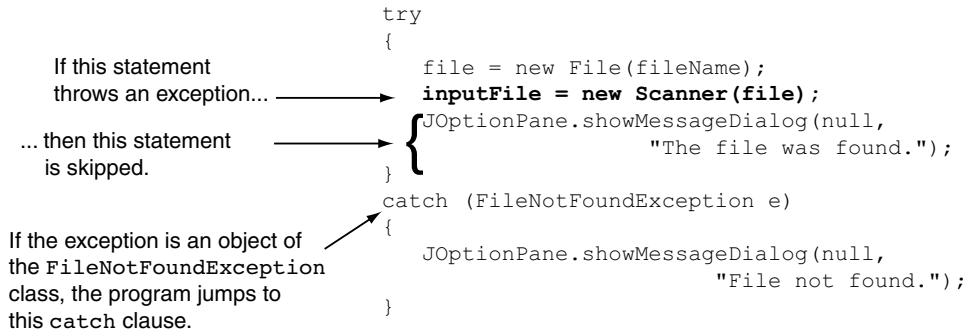 try
{
If this statement
throws an exception...
file = new File(fileName);
inputFile = new Scanner(file);
... then this statement
is skipped.
{
JOptionPane.showMessageDialog(null,
"The file was found.");
}
catch (FileNotFoundException e)
{
If the exception is an object of
the FileNotFoundException
class, the program jumps to
this catch clause.
JOptionPane.showMessageDialog(null,
"File not found.");
}